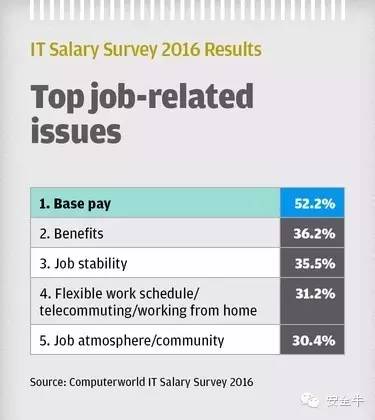 IT Salary Survey 2016 Results
Top job-related
issues
1. Base pay 52.2%
2. Benefits 36.2%
3. Job stability 35.5%
4. Flexible work schedule/
telecommuting/working from home 31.2%
5. Job atmosphere/community 30.4%
Source: Computerworld IT Salary Survey 2016
安全牛